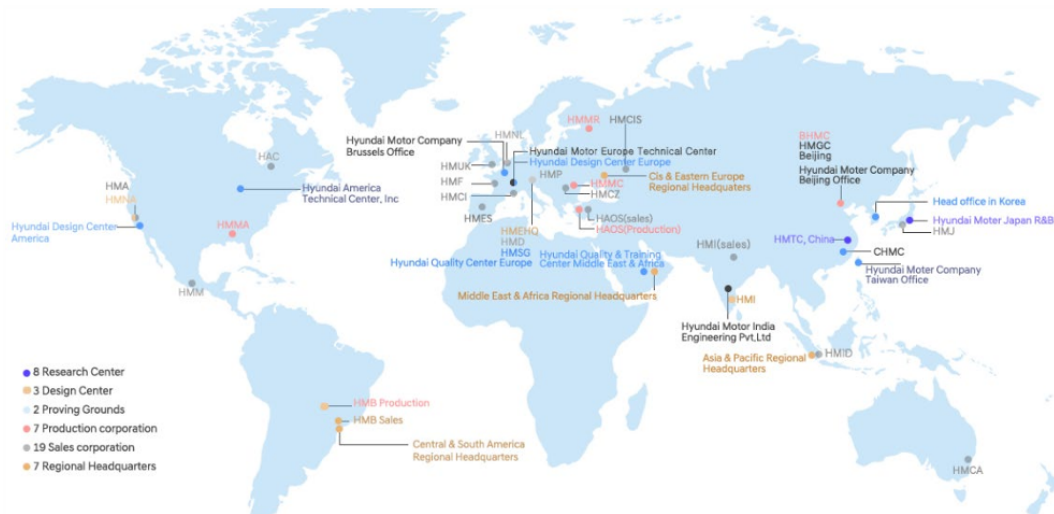 HAC
HMA
HMNA
Hyundai Design Center
America
Hyundai America
Technical Center, Inc
HMMA
HMM
Hyundai Motor Company
Brussels Office
HMNL
HMMR
HMCIS
Hyundai Motor Europe Technical Center
Hyundai Design Center Europe
HMUK
HMP
HMF
HMMC
HMCZ
HMCI
Cis & Eastern Europe
Regional Headquaters
HMES
HAOS(sales)
HAOS(Production)
HMEHQ
HMD
HMSG
Hyundai Quality Center Europe
Hyundai Quality & Training
Center Middle East & Africa
Middle East & Africa Regional Headquarters
BHMC
HMGC
Beijing
Hyundai Motor Company
Beijing Office
Head office in Korea
Hyundai Moter Japan R&B
HMJ
HMTC, China
CHMC
Hyundai Moter Company
Taiwan Office
HMI(sales)
HMI
Hyundai Motor India
Engineering Pvt,Ltd
HMID
Asia & Pacific Regional
Headquarters
HMCA
HMB Production
HMB Sales
Central & South America
Regional Headquarters
8 Research Center
3 Design Center
2 Proving Grounds
7 Production corporation
19 Sales corporation
7 Regional Headquarters